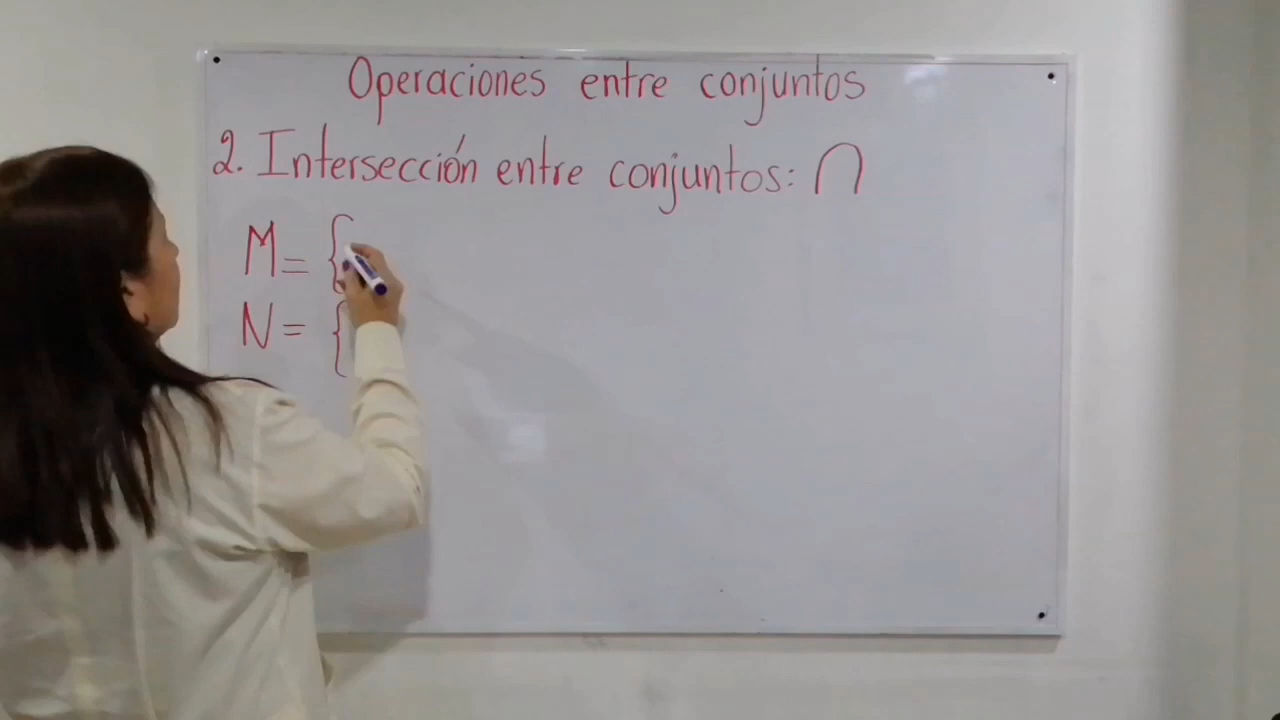 Operaciones entre conjuntos
2. Intersección entre conjuntos: ∩
M = {
N = {